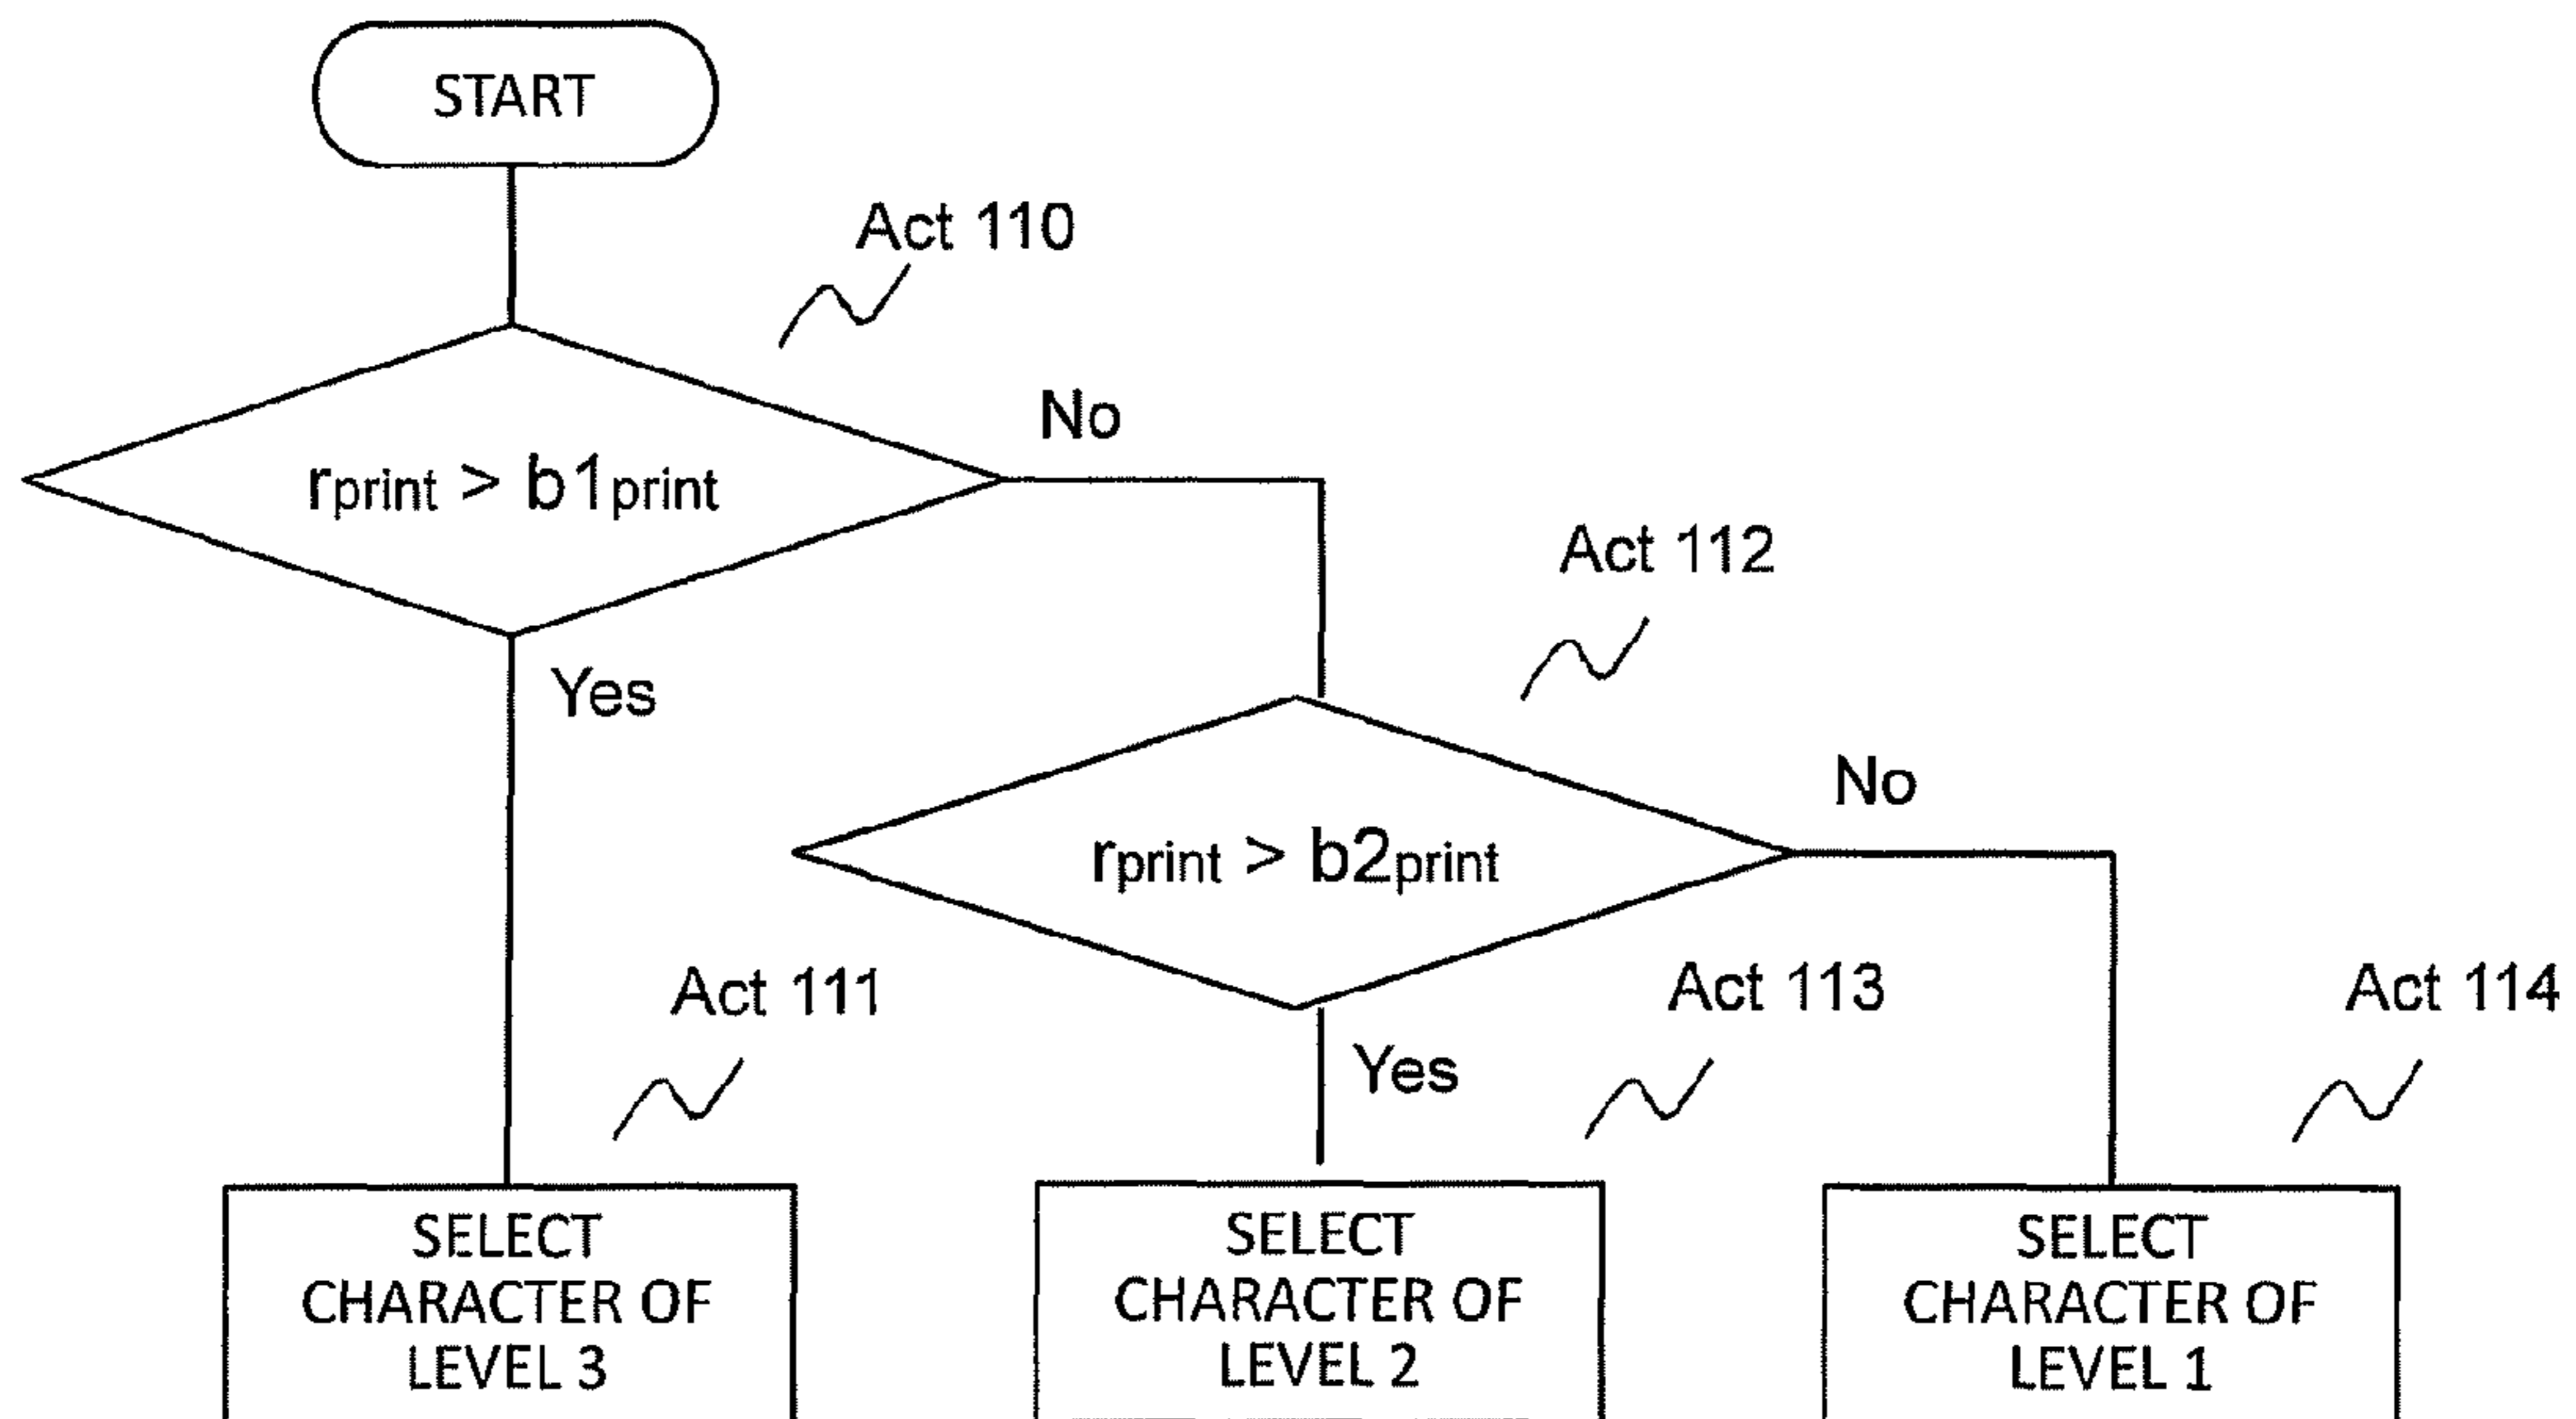 START
Act 110
No
rprint > b1print
Act 112
Yes
No
rprint > b2print
Act 111
Act 113
Act 114
Yes
SELECT
CHARACTER OF
LEVEL 3
SELECT
CHARACTER OF
LEVEL 2
SELECT
CHARACTER OF
LEVEL 1